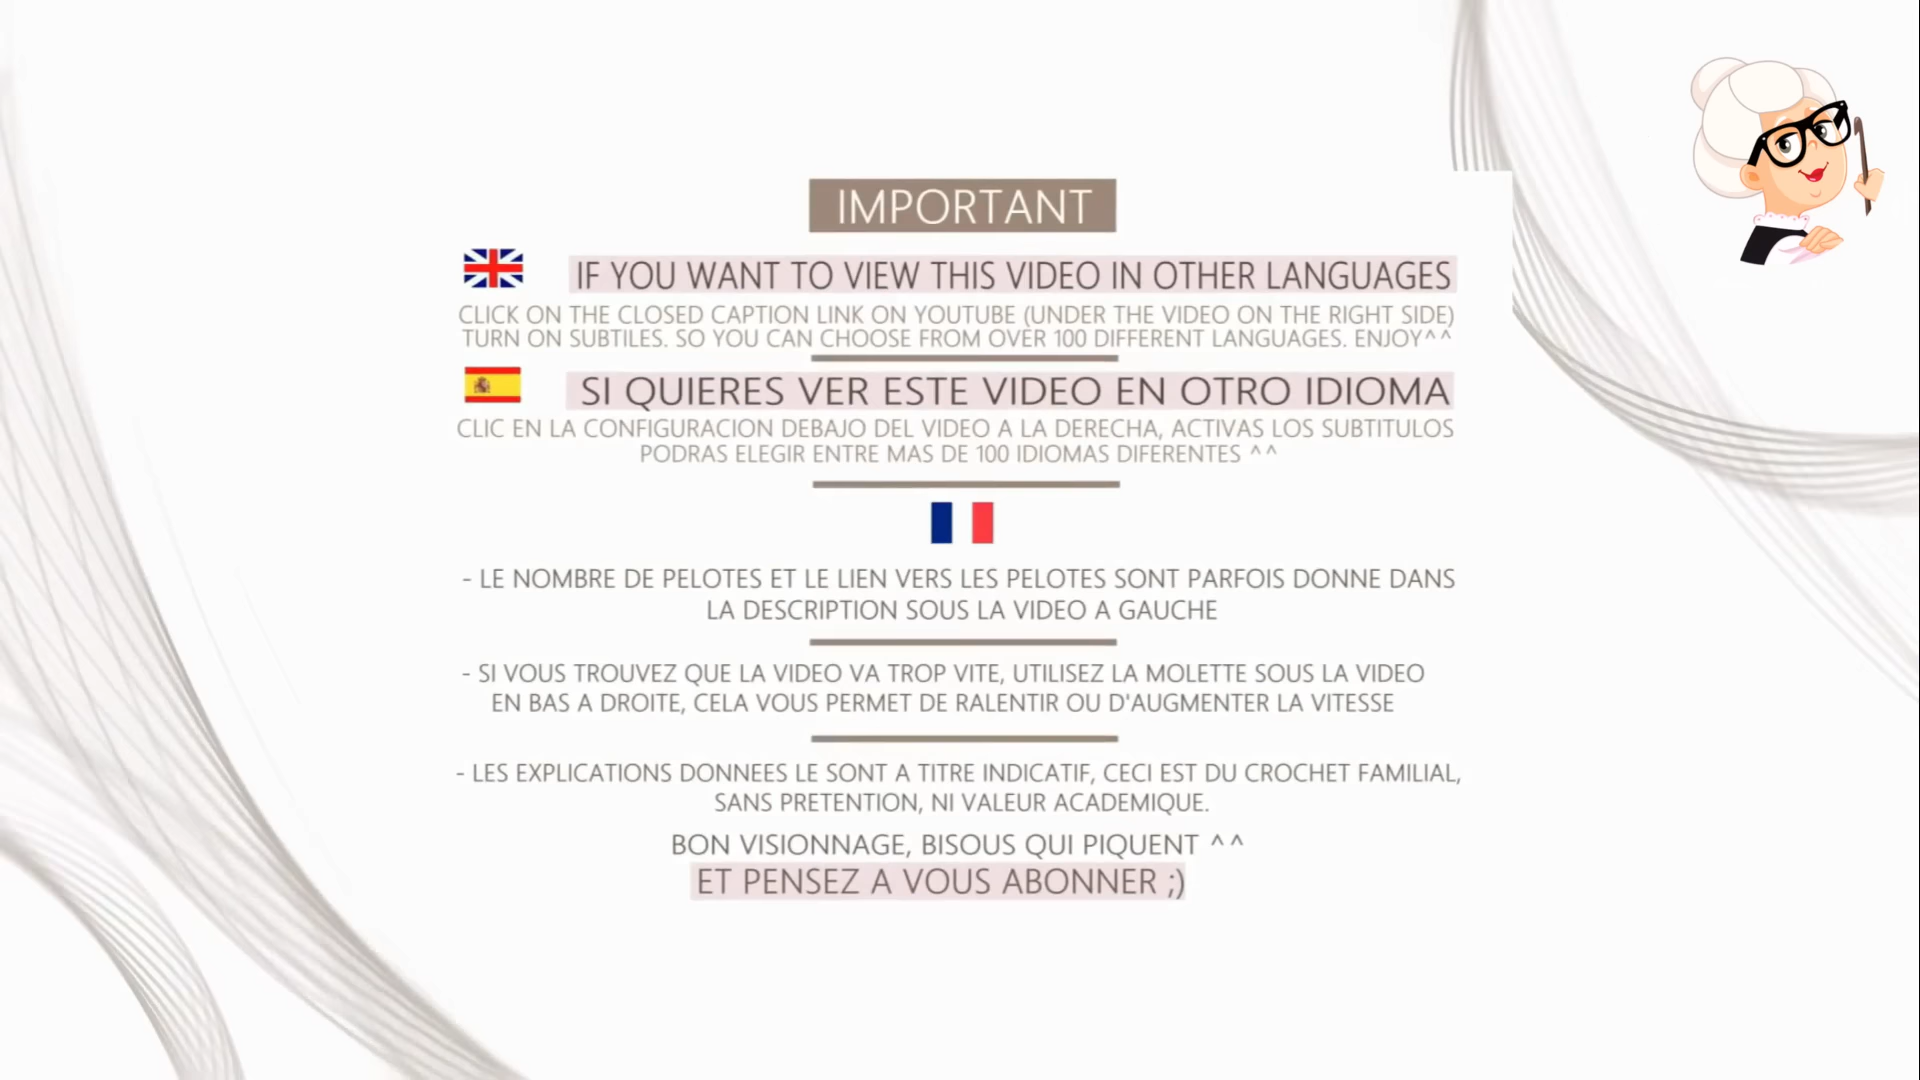 IMPORTANT
IF YOU WANT TO VIEW THIS VIDEO IN OTHER LANGUAGES
CLICK ON THE CLOSED CAPTION LINK ON YOUTUBE (UNDER THE VIDEO ON THE RIGHT SIDE)
TURN ON SUBTILES. SO YOU CAN CHOOSE FROM OVER 100 DIFFERENT LANGUAGES. ENJOY^^
SI QUIERES VER ESTE VIDEO EN OTRO IDIOMA
CLIC EN LA CONFIGURACION DEBAJO DEL VIDEO A LA DERECHA, ACTIVAS LOS SUBTITULOS
PODRAS ELEGIR ENTRE MAS DE 100 IDIOMAS DIFERENTES ^^
- LE NOMBRE DE PELOTES ET LE LIEN VERS LES PELOTES SONT PARFOIS DONNE DANS
LA DESCRIPTION SOUS LA VIDEO A GAUCHE
- SI VOUS TROUVEZ QUE LA VIDEO VA TROP VITE, UTILISEZ LA MOLETTE SOUS LA VIDEO
EN BAS A DROITE, CELA VOUS PERMET DE RALENTIR OU D'AUGMENTER LA VITESSE
- LES EXPLICATIONS DONNEES LE SONT A TITRE INDICATIF, CECI EST DU CROCHET FAMILIAL,
SANS PRETENTION, NI VALEUR ACADEMIQUE.
BON VISIONNAGE, BISOUS QUI PIQUENT ^^
ET PENSEZ A VOUS ABONNER ;)